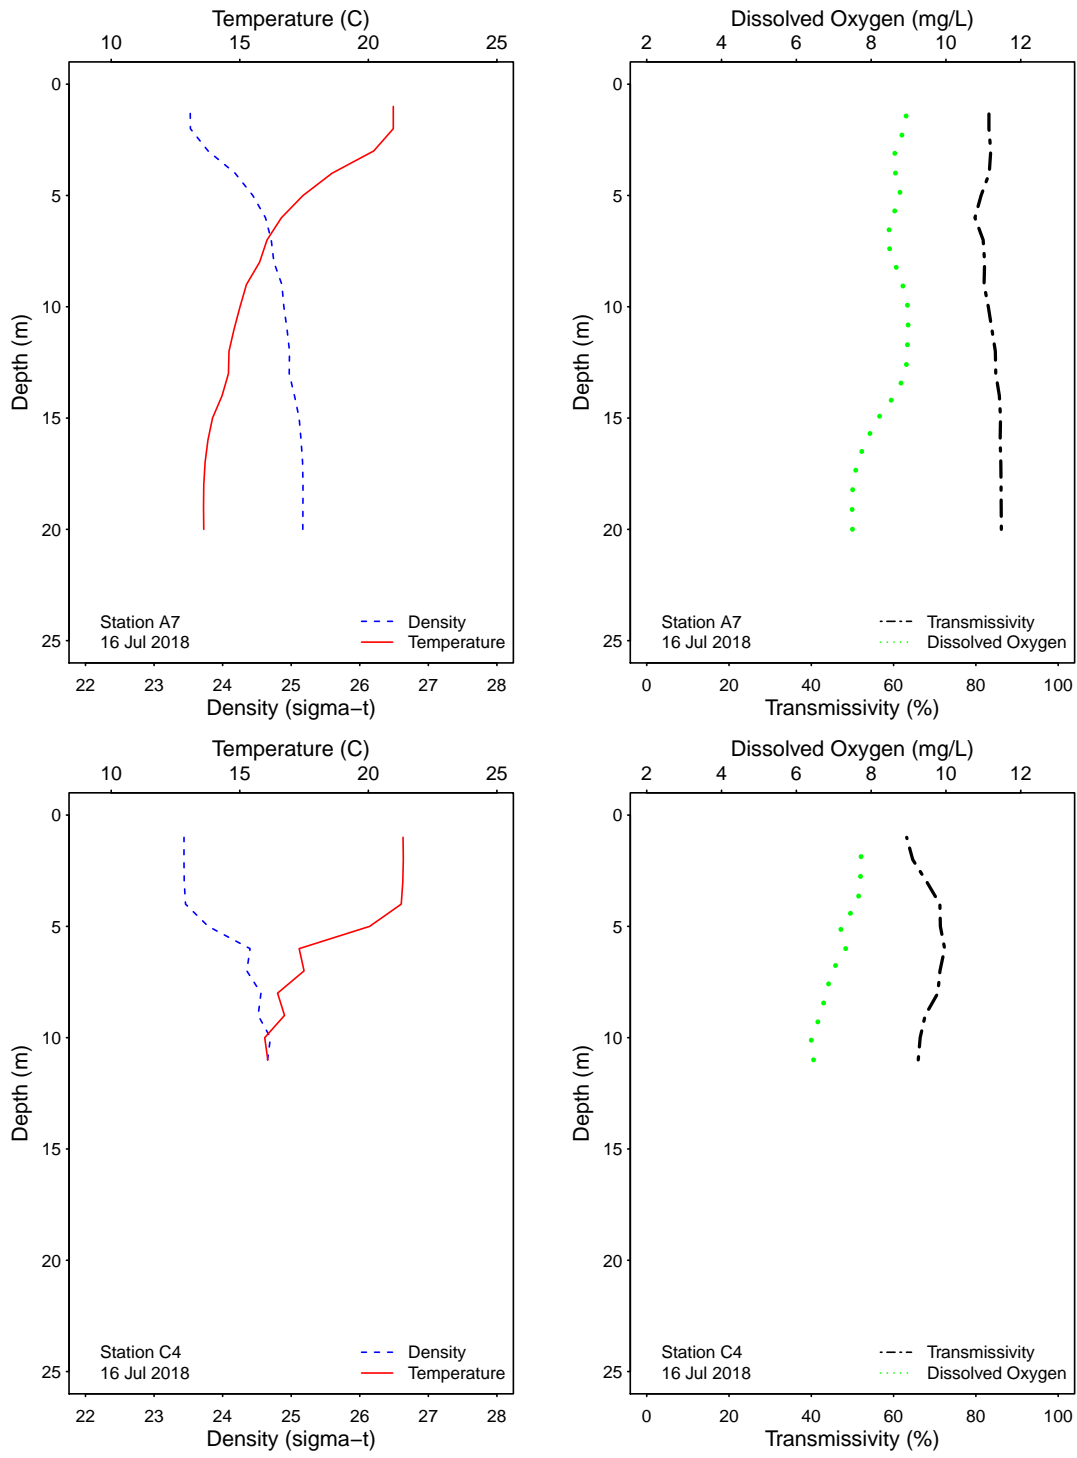 Temperature (C)
10 15 20 25
0
5
10
15
20
25
Depth (m)
Station A7
16 Jul 2018
Density
Temperature
22 23 24 25 26 27 28
Density (sigma−t)
Dissolved Oxygen (mg/L)
2 4 6 8 10 12
0
5
10
15
20
25
Depth (m)
Station A7
16 Jul 2018
Transmissivity
Dissolved Oxygen
0 20 40 60 80 100
Transmissivity (%)
Temperature (C)
10 15 20 25
0
5
10
15
20
25
Depth (m)
Station C4
16 Jul 2018
Density
Temperature
22 23 24 25 26 27 28
Density (sigma−t)
Dissolved Oxygen (mg/L)
2 4 6 8 10 12
0
5
10
15
20
25
Depth (m)
Station C4
16 Jul 2018
Transmissivity
Dissolved Oxygen
0 20 40 60 80 100
Transmissivity (%)